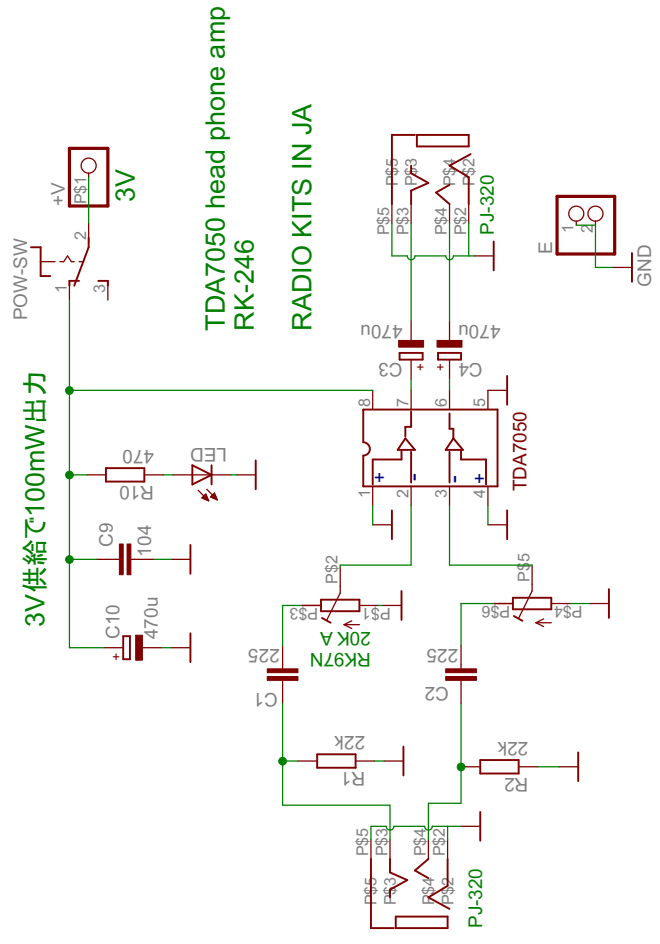 3V供給で100mW出力
POW-SW
1
2
3
+V
P$1
3V
TDA7050 head phone amp
RK-246
RADIO KITS IN JA
C10
470u
+
C9
104
R10
470
LED
PJ-320
P$5
P$3
P$4
P$2
P$5
P$3
P$4
P$2
R1
22k
R2
22k
C1
225
C2
225
RK97N
20K A
P$3
P$1
P$2
P$6
P$4
P$5
TDA7050
1
2
3
4
5
6
7
8
+
-
-
+
C3
470u
+
C4
470u
+
P$5
P$3
P$4
P$2
P$5
P$3
P$4
P$2
PJ-320
E
1
2
GND